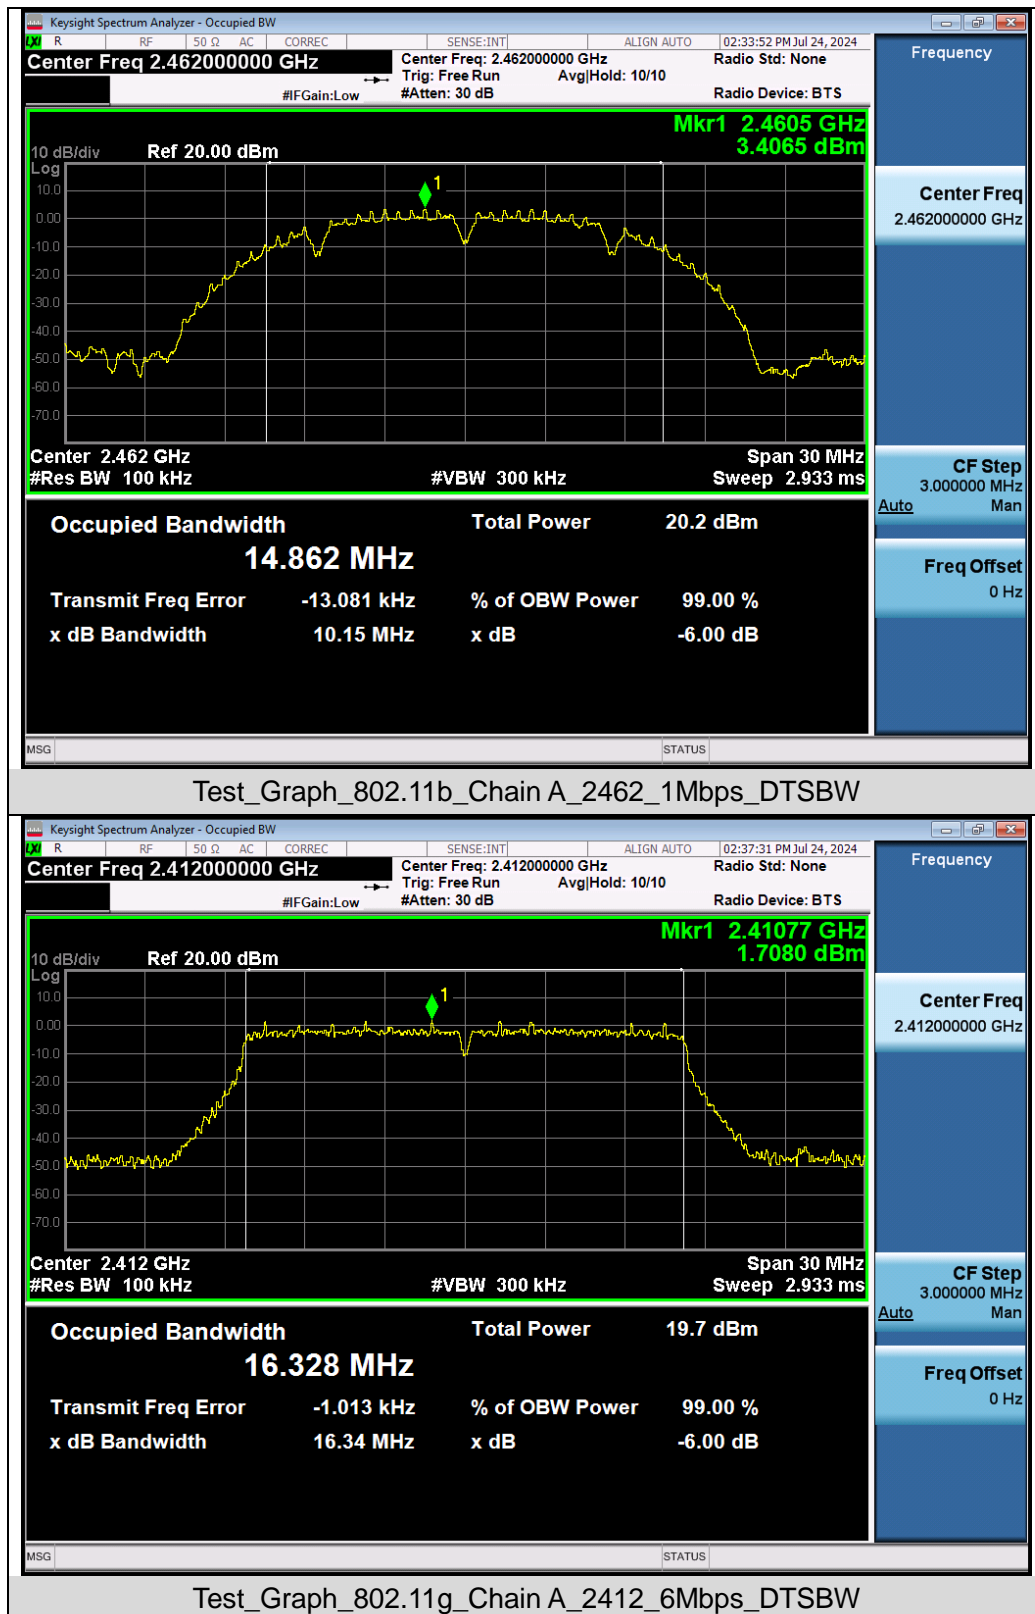 Keysight Spectrum Analyzer - Occupied BW
LXI R RF 50 Ω AC CORREC SENSE:INT ALIGN AUTO 02:33:52 PM Jul 24, 2024
Center Freq 2.462000000 GHz
Center Freq: 2.462000000 GHz
Radio Std: None
Trig: Free Run Avg|Hold: 10/10
#IFGain:Low
#Atten: 30 dB
Radio Device: BTS
Frequency
Mkr1 2.4605 GHz
3.4065 dBm
10 dB/div
Ref 20.00 dBm
Log
1
10.0
0.00
-10.0
-20.0
-30.0
-40.0
-50.0
-60.0
-70.0
Center Freq
2.462000000 GHz
Center 2.462 GHz
Span 30 MHz
#Res BW 100 kHz
#VBW 300 kHz
Sweep 2.933 ms
CF Step
3.000000 MHz
Auto Man
Freq Offset
0 Hz
Occupied Bandwidth
14.862 MHz
Total Power 20.2 dBm
Transmit Freq Error -13.081 kHz
% of OBW Power 99.00 %
x dB Bandwidth 10.15 MHz
x dB -6.00 dB
MSG
STATUS
Test_Graph_802.11b_Chain A_2462_1Mbps_DTSBW
Keysight Spectrum Analyzer - Occupied BW
LXI R RF 50 Ω AC CORREC SENSE:INT ALIGN AUTO 02:37:31 PM Jul 24, 2024
Center Freq 2.412000000 GHz
Center Freq: 2.412000000 GHz
Radio Std: None
Trig: Free Run Avg|Hold: 10/10
#IFGain:Low
#Atten: 30 dB
Radio Device: BTS
Frequency
Mkr1 2.41077 GHz
1.7080 dBm
10 dB/div
Ref 20.00 dBm
Log
1
10.0
0.00
-10.0
-20.0
-30.0
-40.0
-50.0
-60.0
-70.0
Center Freq
2.412000000 GHz
Center 2.412 GHz
Span 30 MHz
#Res BW 100 kHz
#VBW 300 kHz
Sweep 2.933 ms
CF Step
3.000000 MHz
Auto Man
Freq Offset
0 Hz
Occupied Bandwidth
16.328 MHz
Total Power 19.7 dBm
Transmit Freq Error -1.013 kHz
% of OBW Power 99.00 %
x dB Bandwidth 16.34 MHz
x dB -6.00 dB
MSG
STATUS
Test_Graph_802.11g_Chain A_2412_6Mbps_DTSBW